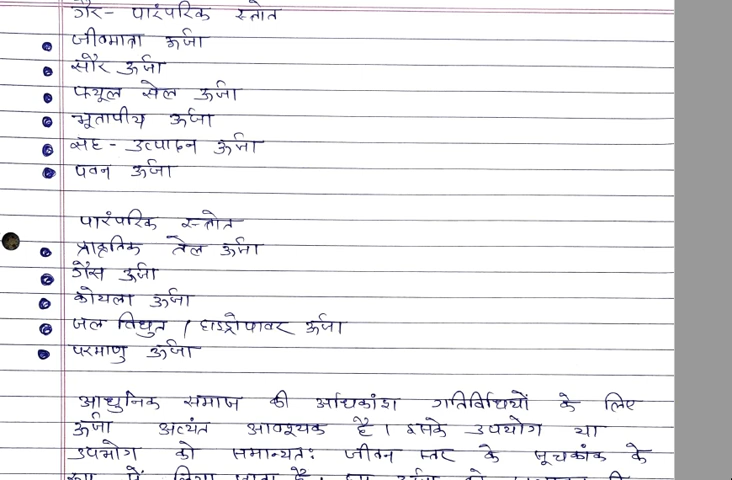 गैर- पारंपरिक स्तोत
जीवमात्रा ऊर्जा
सौर ऊर्जा
फ्यूल सेल ऊर्जा
भूतापीय ऊर्जा
सह- उत्पादन ऊर्जा
पवन ऊर्जा
पारंपरिक स्तोत
प्राकृतिक तेल ऊर्जा
गैस ऊर्जा
कोयला ऊर्जा
जल विधुत / हाइड्रोपावर ऊर्जा
परमाणु ऊर्जा
आधुनिक समाज की अधिकांश गतिविधियों के लिए
ऊर्जा अत्यंत आवश्यक है। इसके उपयोग या
उपभोग को समान्यत: जीवन स्तर के सूचकांक के
रूप में लिया जाता है।